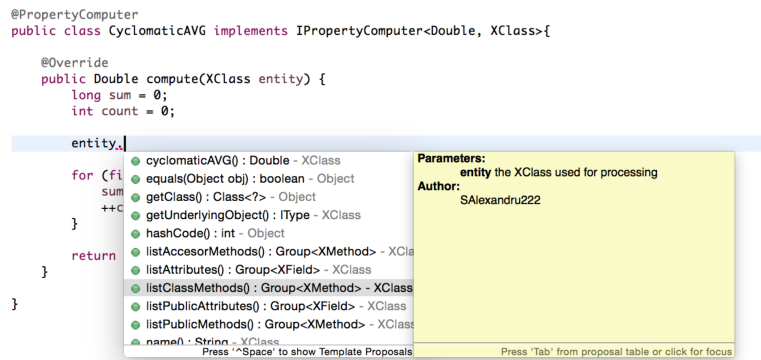 @PropertyComputer
public class CyclomaticAVG implements IPropertyComputer<Double, XClass>{
@Override
public Double compute(XClass entity) {
long sum = 0;
int count = 0;
entity.
cyclomaticAVG() : Double - XClass
equals(Object obj) : boolean - Object
for (fi
getClass() : Class<?> - Object
sum
getUnderlyingObject() : IType - XClass
++c
hashCode() : int - Object
}
listAccesorMethods() : Group<XMethod> - XCla
return
listAttributes() : Group<XField> - XClass
}
listClassMethods() : Group<XMethod> - XClass
}
listPublicAttributes() : Group<XField> - XClass
listPublicMethods() : Group<XMethod> - XClass
name() : String - XClass
Press '^Space' to show Template Proposals
Parameters:
entity the XClass used for processing
Author:
SAlexandru222
Press 'Tab' from proposal table or click for focus